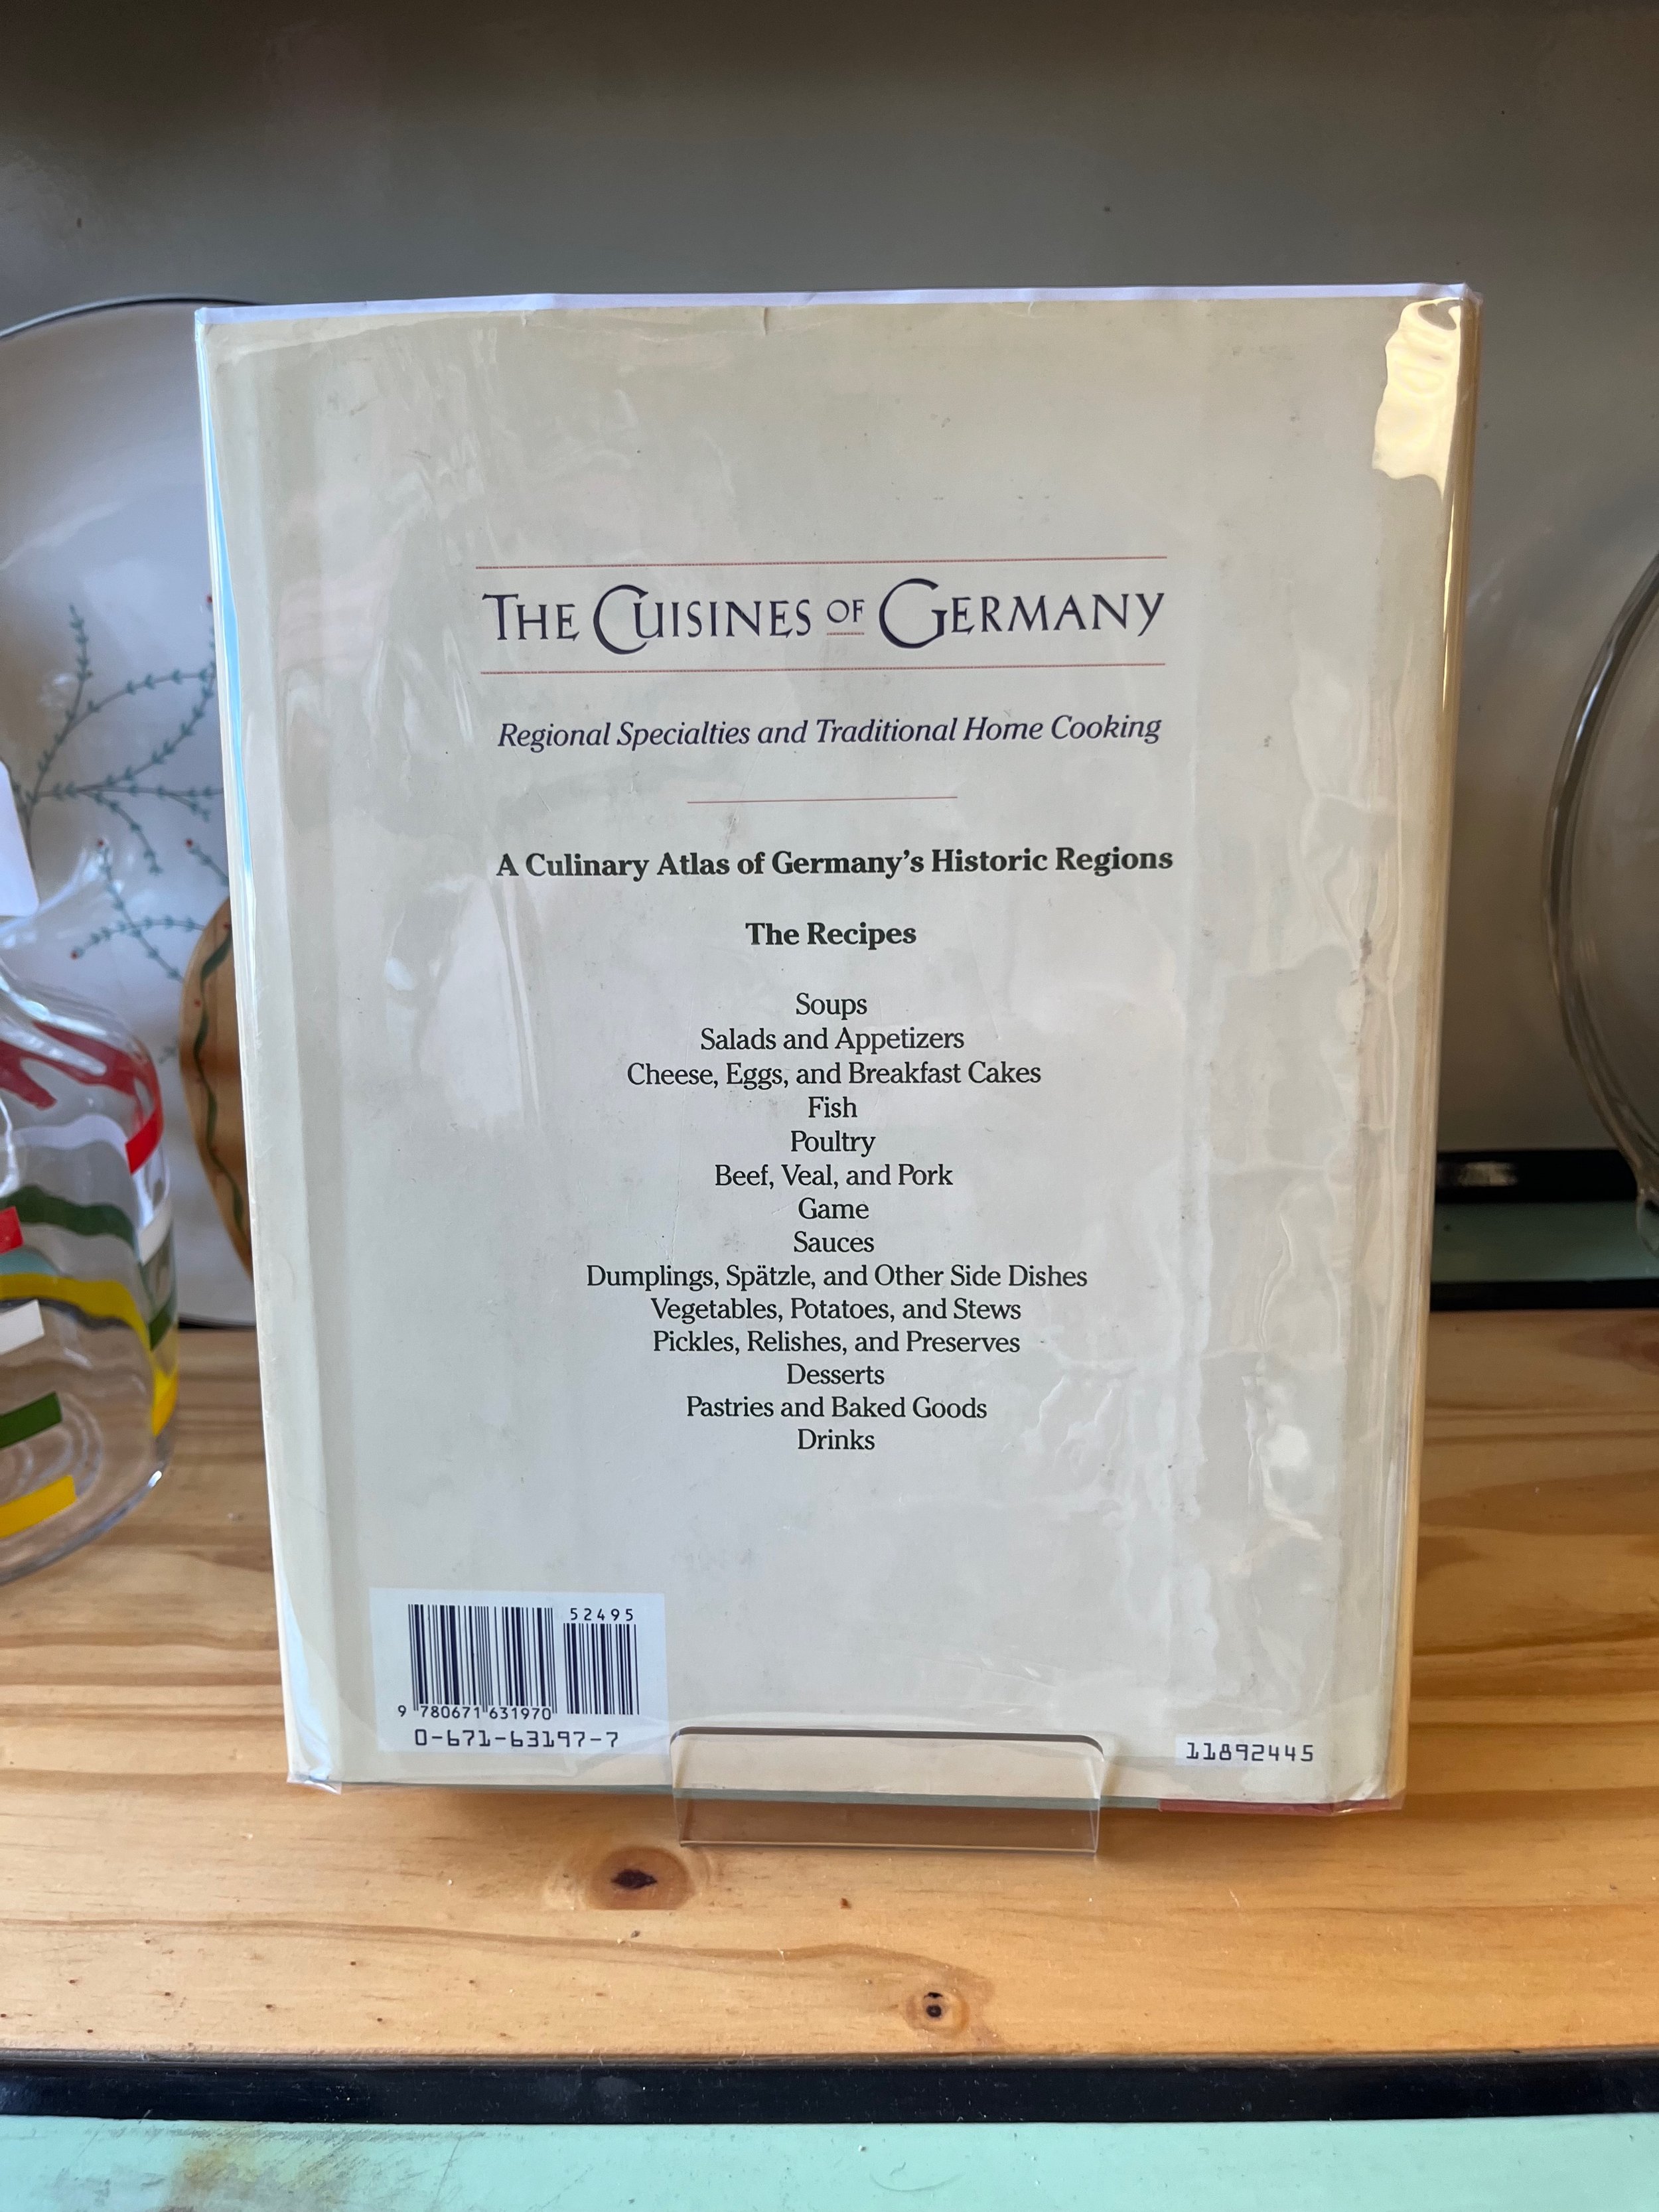 THE CUISINES OF GERMANY
Regional Specialties and Traditional Home Cooking
A Culinary Atlas of Germany's Historic Regions
The Recipes
Soups
Salads and Appetizers
Cheese, Eggs, and Breakfast Cakes
Fish
Poultry
Beef, Veal, and Pork
Game
Sauces
Dumplings, Spätzle, and Other Side Dishes
Vegetables, Potatoes, and Stews
Pickles, Relishes, and Preserves
Desserts
Pastries and Baked Goods
Drinks
52495
9 780671 631970
0-671-63197-7
11892445